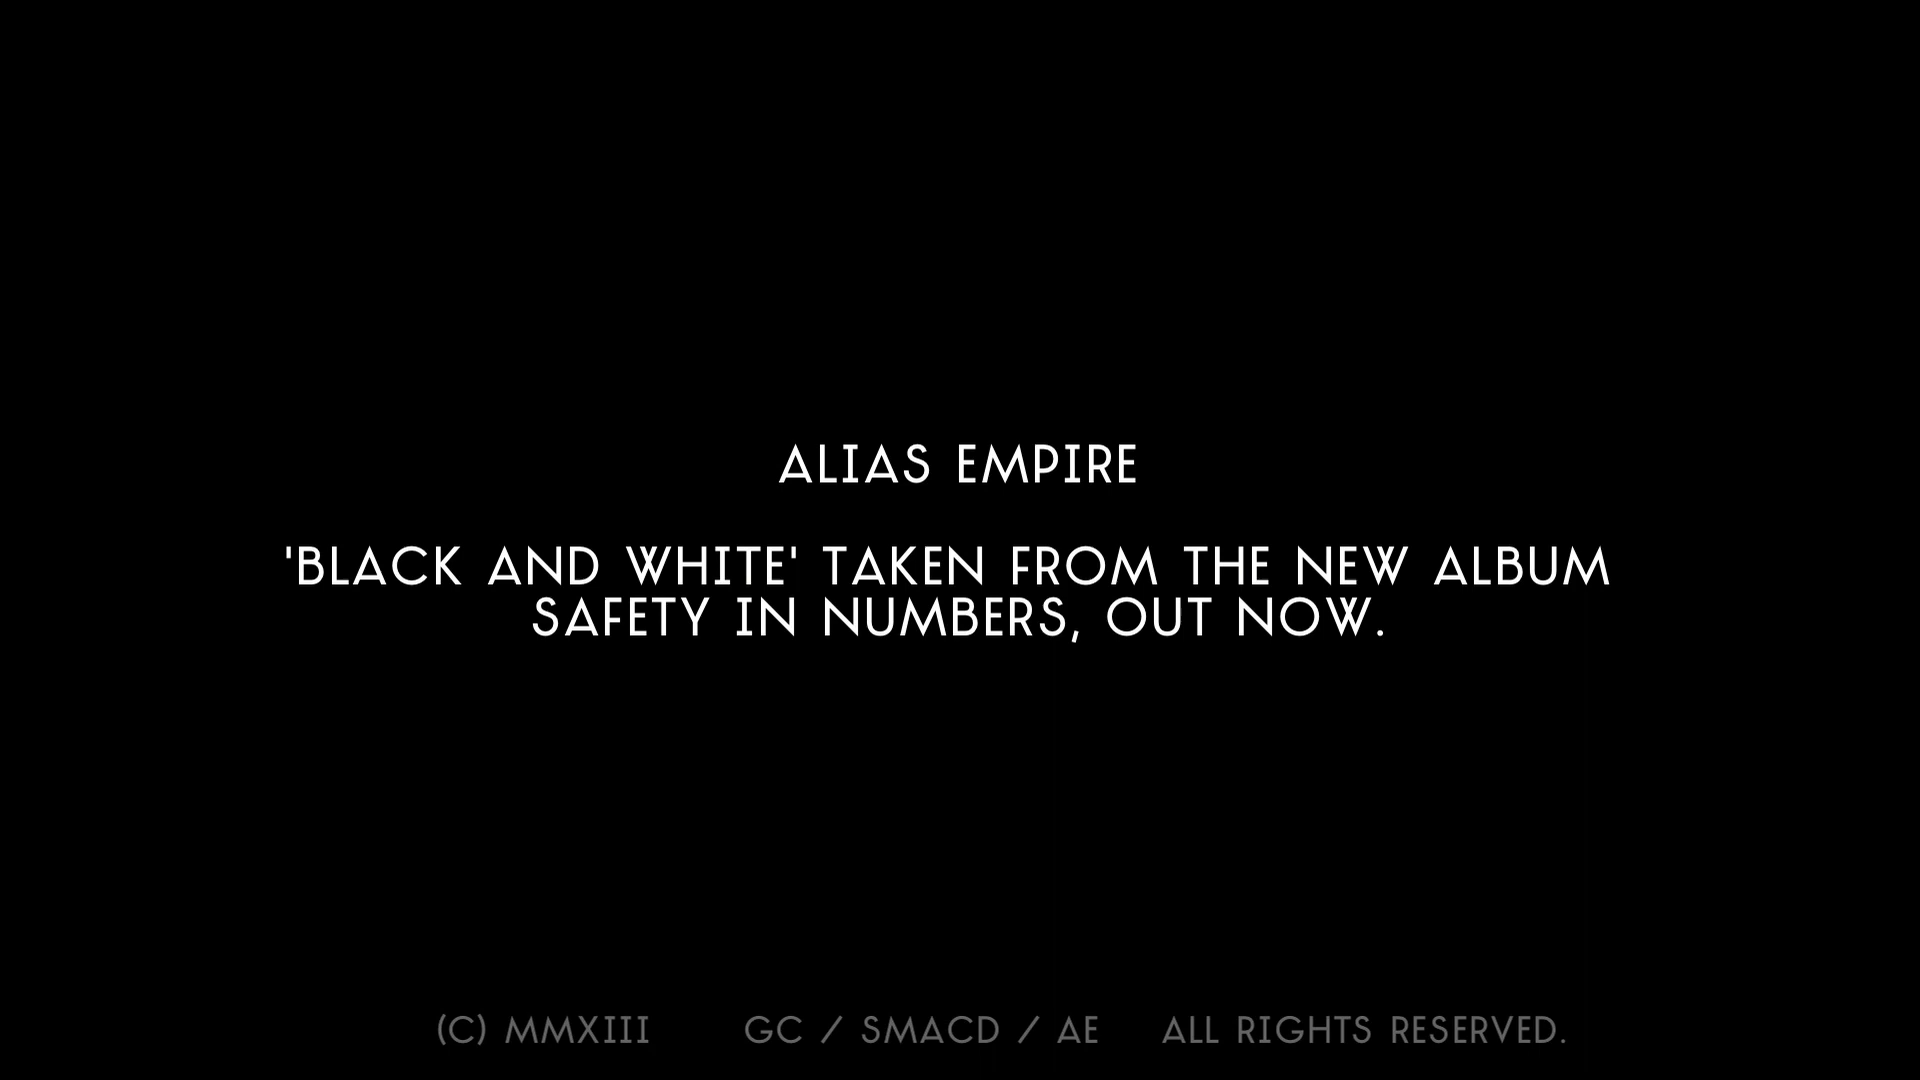 ALIAS EMPIRE
'BLACK AND WHITE' TAKEN FROM THE NEW ALBUM
SAFETY IN NUMBERS, OUT NOW.
(C) MMXIII GC / SMACD / AE ALL RIGHTS RESERVED.